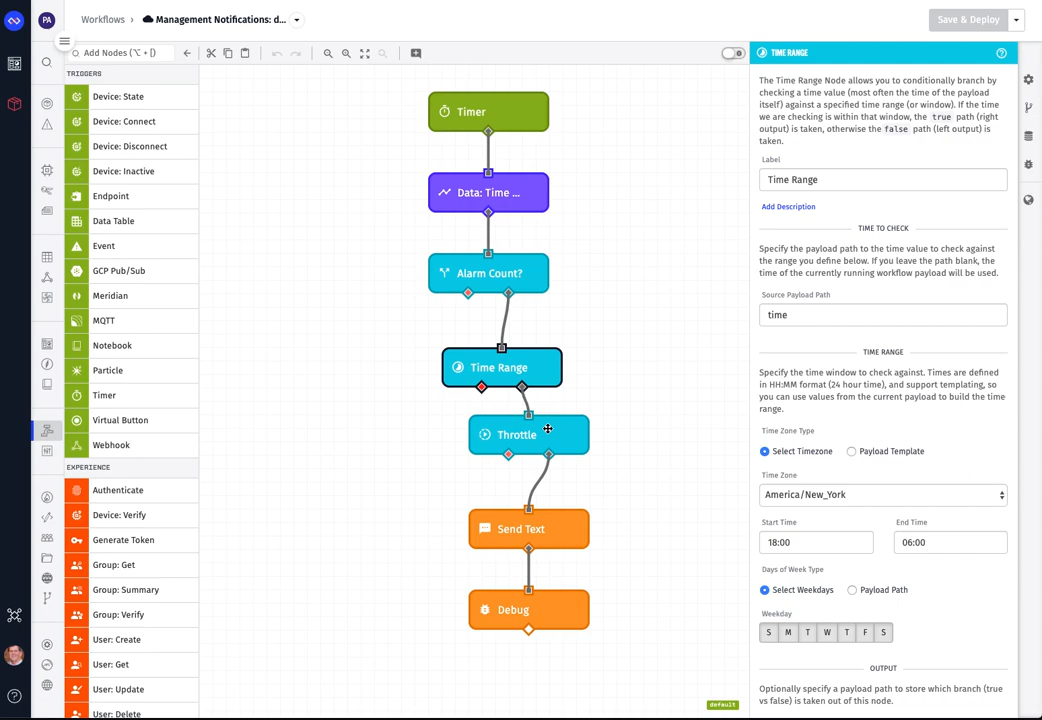 PA
Workflows
Management Notifications: d...
Save & Deploy
Add Nodes (⌥ + [)
TRIGGERS
Device: State
Device: Connect
Device: Disconnect
Device: Inactive
Endpoint
Data Table
Event
GCP Pub/Sub
Meridian
MQTT
Notebook
Particle
Timer
Virtual Button
Webhook
EXPERIENCE
Authenticate
Device: Verify
Generate Token
Group: Get
Group: Summary
Group: Verify
User: Create
User: Get
User: Update
User: Delete
NT
Timer
Data: Time ...
Alarm Count?
Time Range
Throttle
Send Text
Debug
default
TIME RANGE
The Time Range Node allows you to conditionally branch by
checking a time value (most often the time of the payload
itself) against a specified time range (or window). If the time
we are checking is within that window, the true path (right
output) is taken, otherwise the false path (left output) is
taken.
Label
Time Range
Add Description
TIME TO CHECK
Specify the payload path to the time value to check against
the range you define below. If you leave the path blank, the
time of the currently running workflow payload will be used.
Source Payload Path
time
TIME RANGE
Specify the time window to check against. Times are defined
in HH:MM format (24 hour time), and support templating, so
you can use values from the current payload to build the time
range.
Time Zone Type
Select Timezone Payload Template
Time Zone
America/New_York
Start Time End Time
18:00 06:00
Days of Week Type
Select Weekdays Payload Path
Weekday
S M T W T F S
OUTPUT
Optionally specify a payload path to store which branch (true
vs false) is taken out of this node.